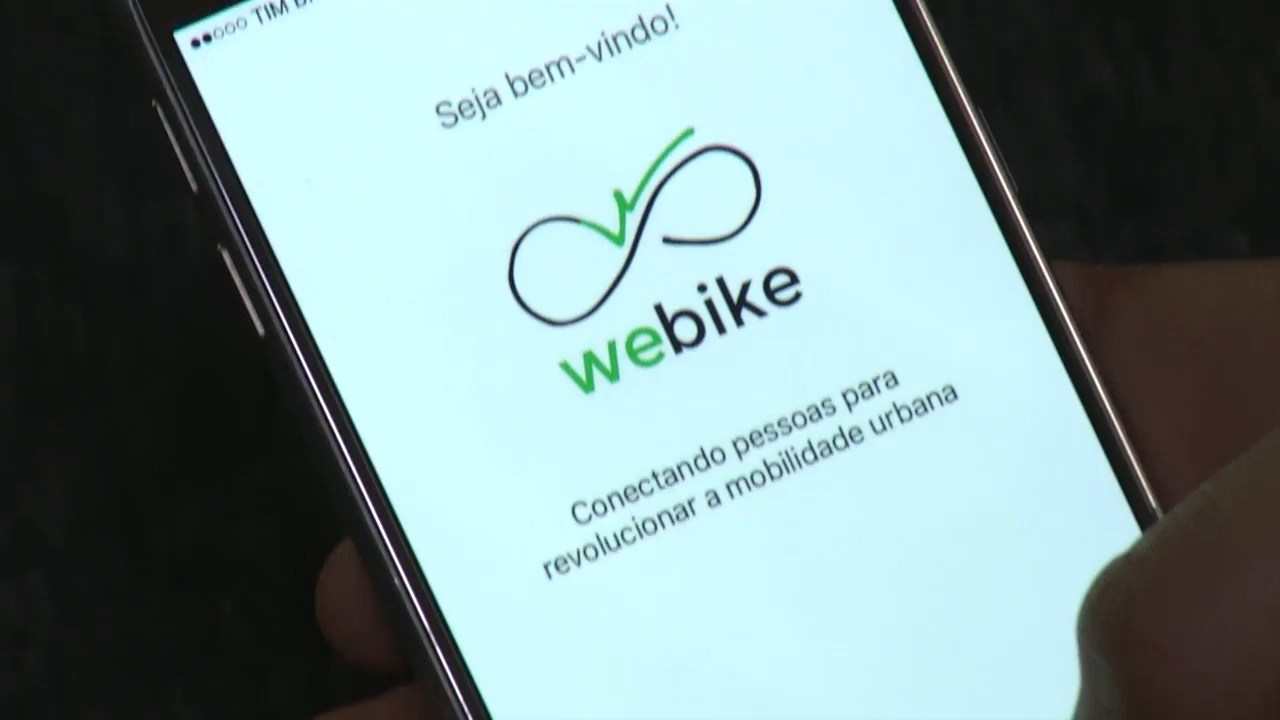 TIM
Seja bem-vindo!
webike
Conectando pessoas para
revolucionar a mobilidade urbana